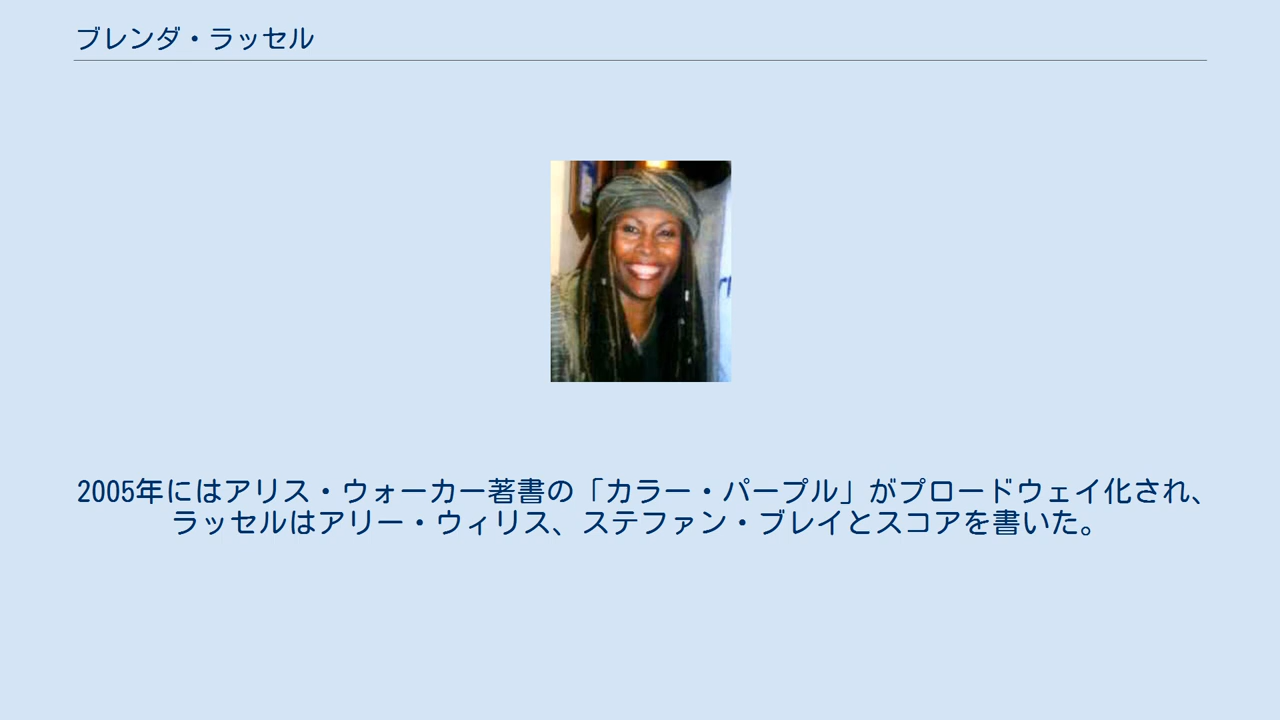 ブレンダ・ラッセル
2005年にはアリス・ウォーカー著書の「カラー・パープル」がプロードウェイ化され、
ラッセルはアリー・ウィリス、ステファン・ブレイとスコアを書いた。